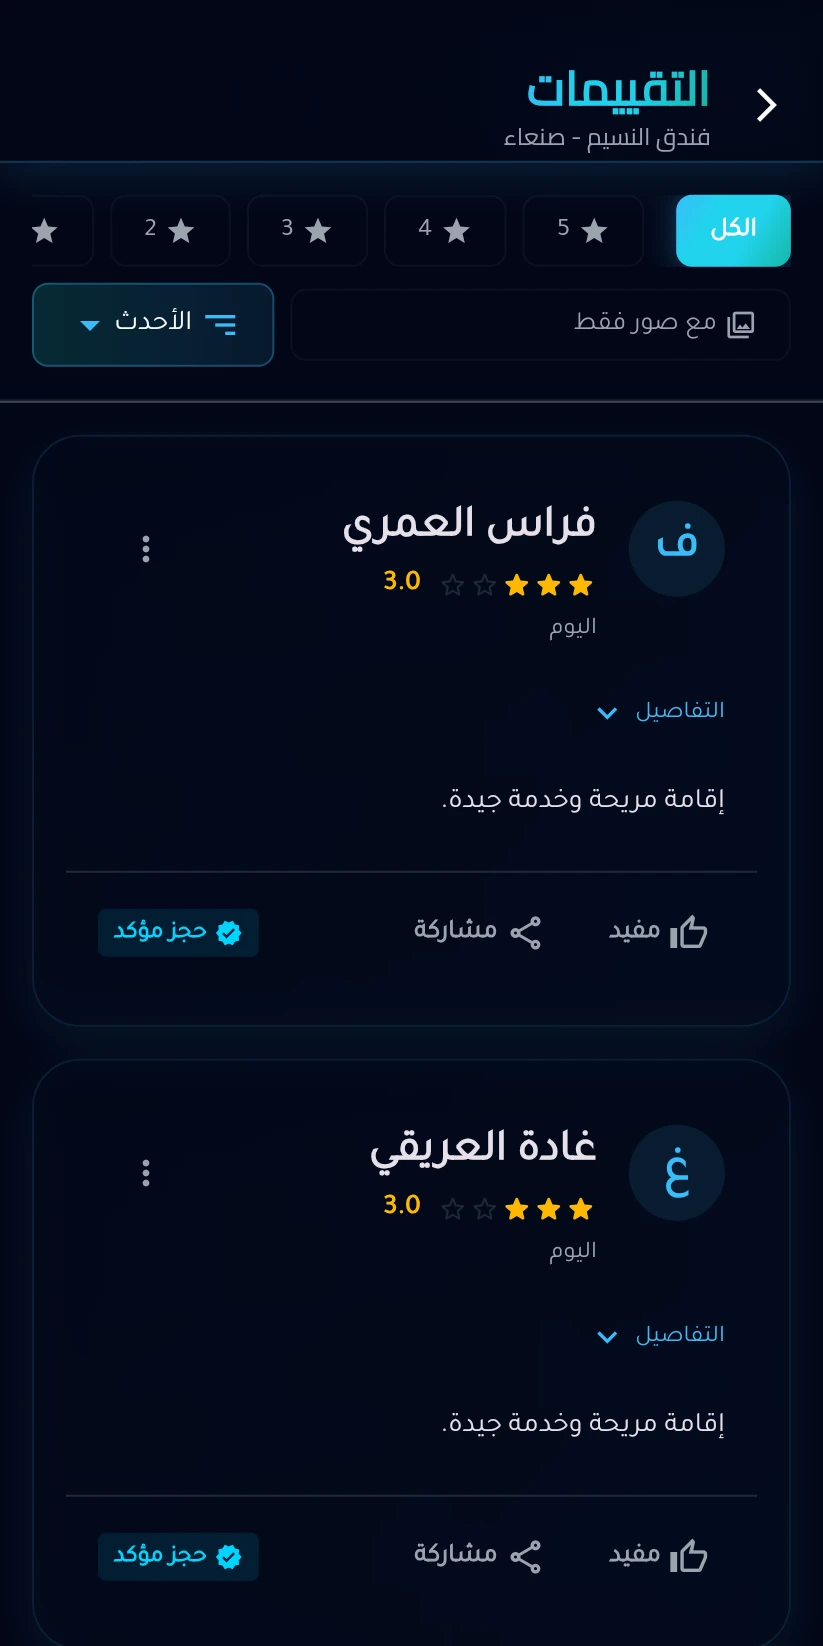 التقييمات
فندق النسيم - صنعاء
الكل 5 4 3 2
مع صور فقط الأحدث
ف
فراس العمري
3.0
اليوم
التفاصيل
إقامة مريحة وخدمة جيدة.
مفيد مشاركة حجز مؤكد
غ
غادة العريقي
3.0
اليوم
التفاصيل
إقامة مريحة وخدمة جيدة.
مفيد مشاركة حجز مؤكد